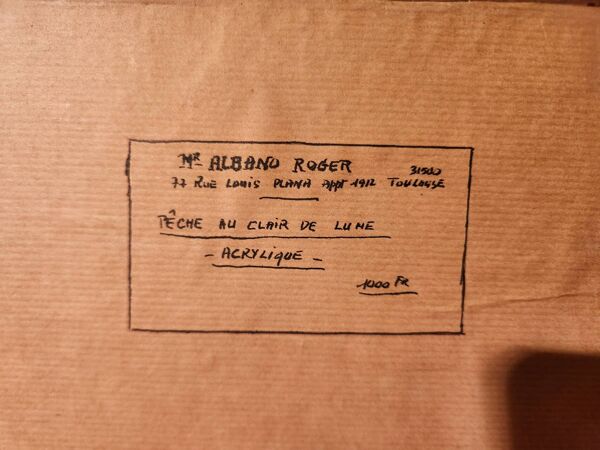 Mr ALBANO ROGER
77 RUE LOUIS PLANA APPT 1912 31500 TOULOUSE
PÊCHE AU CLAIR DE LUNE
- ACRYLIQUE -
1000 FR